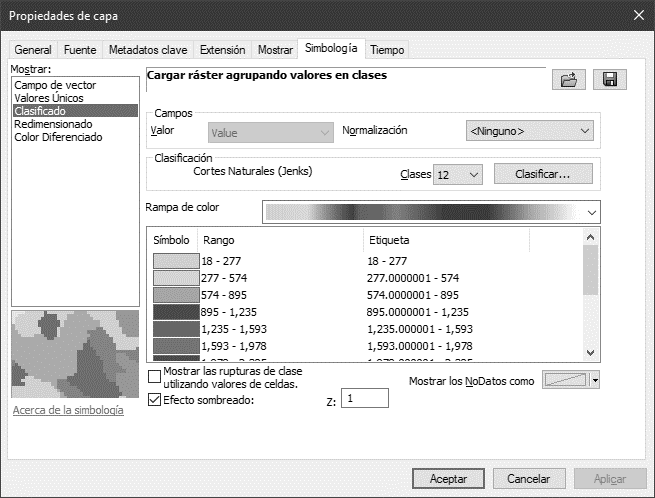 Propiedades de capa
General Fuente Metadatos clave Extensión Mostrar Simbología Tiempo
Mostrar:
Campo de vector
Valores Únicos
Clasificado
Redimensionado
Color Diferenciado
Cargar ráster agrupando valores en clases
Campos
Valor Value Normalización <Ninguno>
Clasificación
Cortes Naturales (Jenks) Clases 12 Clasificar...
Rampa de color
Símbolo Rango Etiqueta
18 - 277 18 - 277
277 - 574 277.0000001 - 574
574 - 895 574.0000001 - 895
895 - 1,235 895.0000001 - 1,235
1,235 - 1,593 1,235.000001 - 1,593
1,593 - 1,978 1,593.000001 - 1,978
Mostrar las rupturas de clase
utilizando valores de celdas.
Mostrar los NoDatos como
Efecto sombreado: Z: 1
Acerca de la simbología
Aceptar Cancelar Aplicar